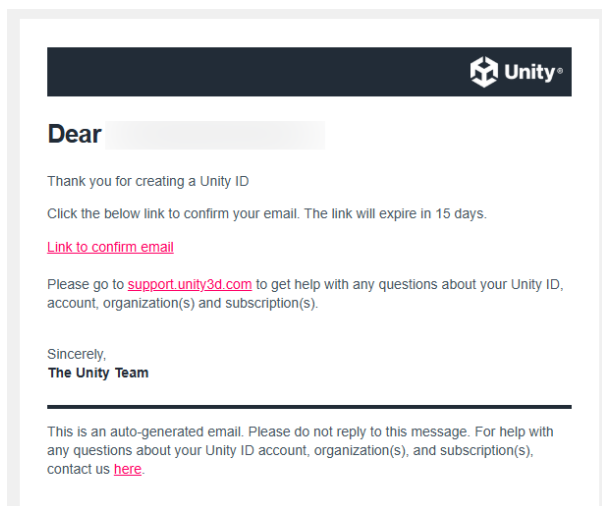 Unity®
Dear
Thank you for creating a Unity ID
Click the below link to confirm your email. The link will expire in 15 days.
Link to confirm email
Please go to support.unity3d.com to get help with any questions about your Unity ID,
account, organization(s) and subscription(s).
Sincerely,
The Unity Team
This is an auto-generated email. Please do not reply to this message. For help with
any questions about your Unity ID account, organization(s), and subscription(s),
contact us here.